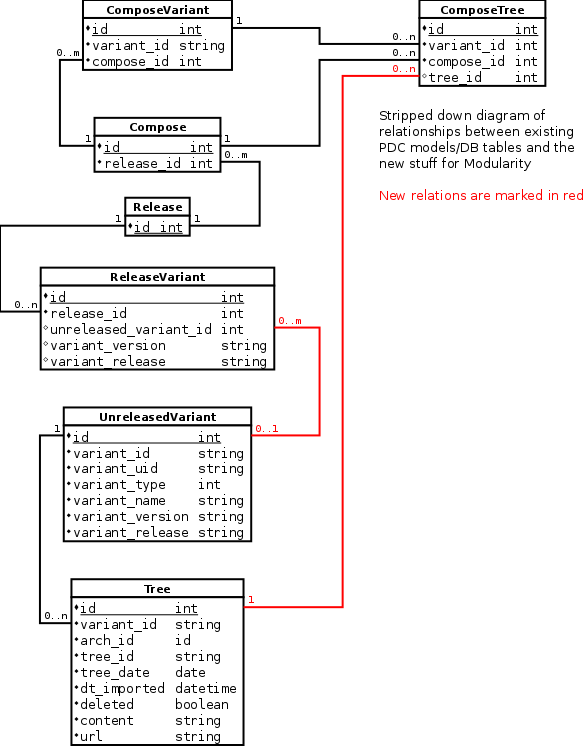 ComposeVariant
id int
variant_id string
compose_id int
1
0..m
ComposeTree
id int
variant_id int
compose_id int
tree_id int
0..n
0..n
0..n
Stripped down diagram of
relationships between existing
PDC models/DB tables and the
new stuff for Modularity
New relations are marked in red
Compose
id int
release_id int
1
1
0..m
Release
id int
1
1
ReleaseVariant
id int
release_id int
unreleased_variant_id int
variant_version string
variant_release string
0..n
0..m
UnreleasedVariant
id int
variant_id string
variant_uid string
variant_type int
variant_name string
variant_version string
variant_release string
1
0..1
Tree
id int
variant_id string
arch_id id
tree_id string
tree_date date
dt_imported datetime
deleted boolean
content string
url string
0..n
1